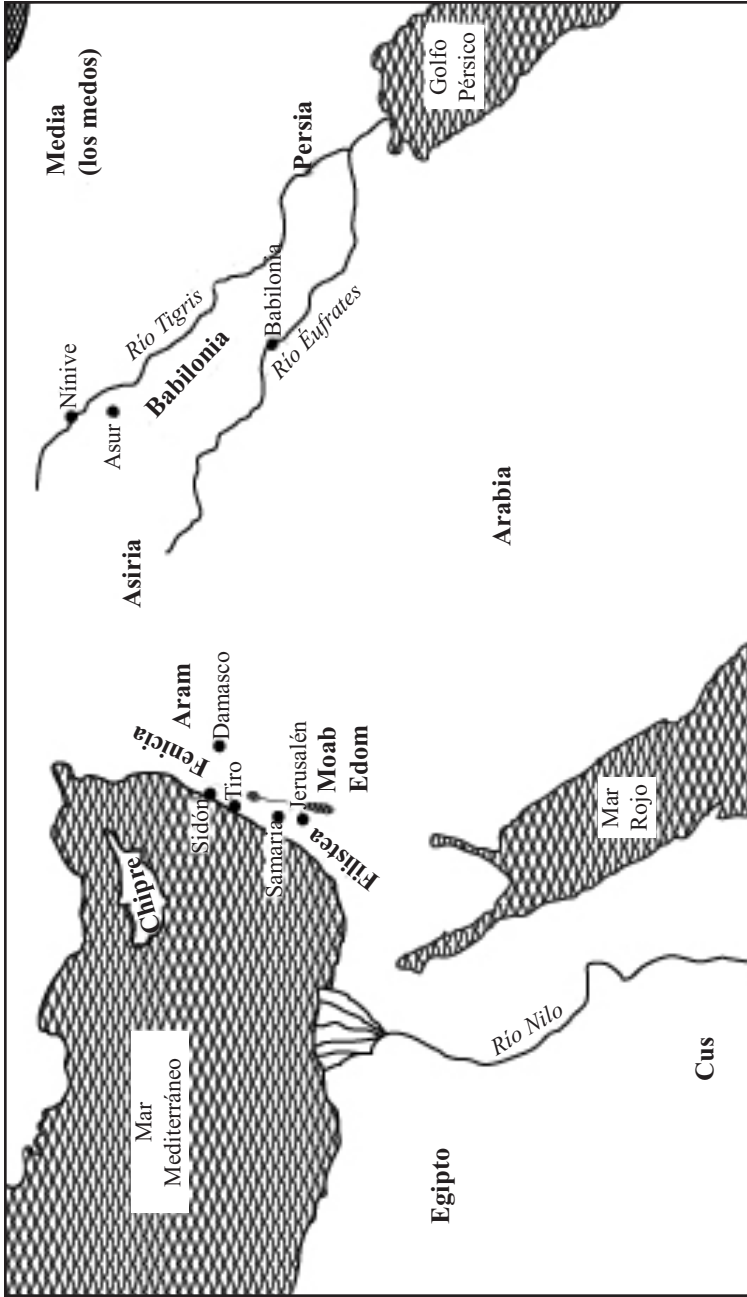 Mar
Mediterráneo
Chipre
Egipto
Río Nilo
Cus
Mar
Rojo
Sidón
Tiro
Fenicia
Aram
Damasco
Samaria
Jerusalén
Filistea
Moab
Edom
Asiria
Arabia
Nínive
Asur
Río Tigris
Babilonia
Babilonia
Río Éufrates
Media
(los medos)
Persia
Golfo
Pérsico